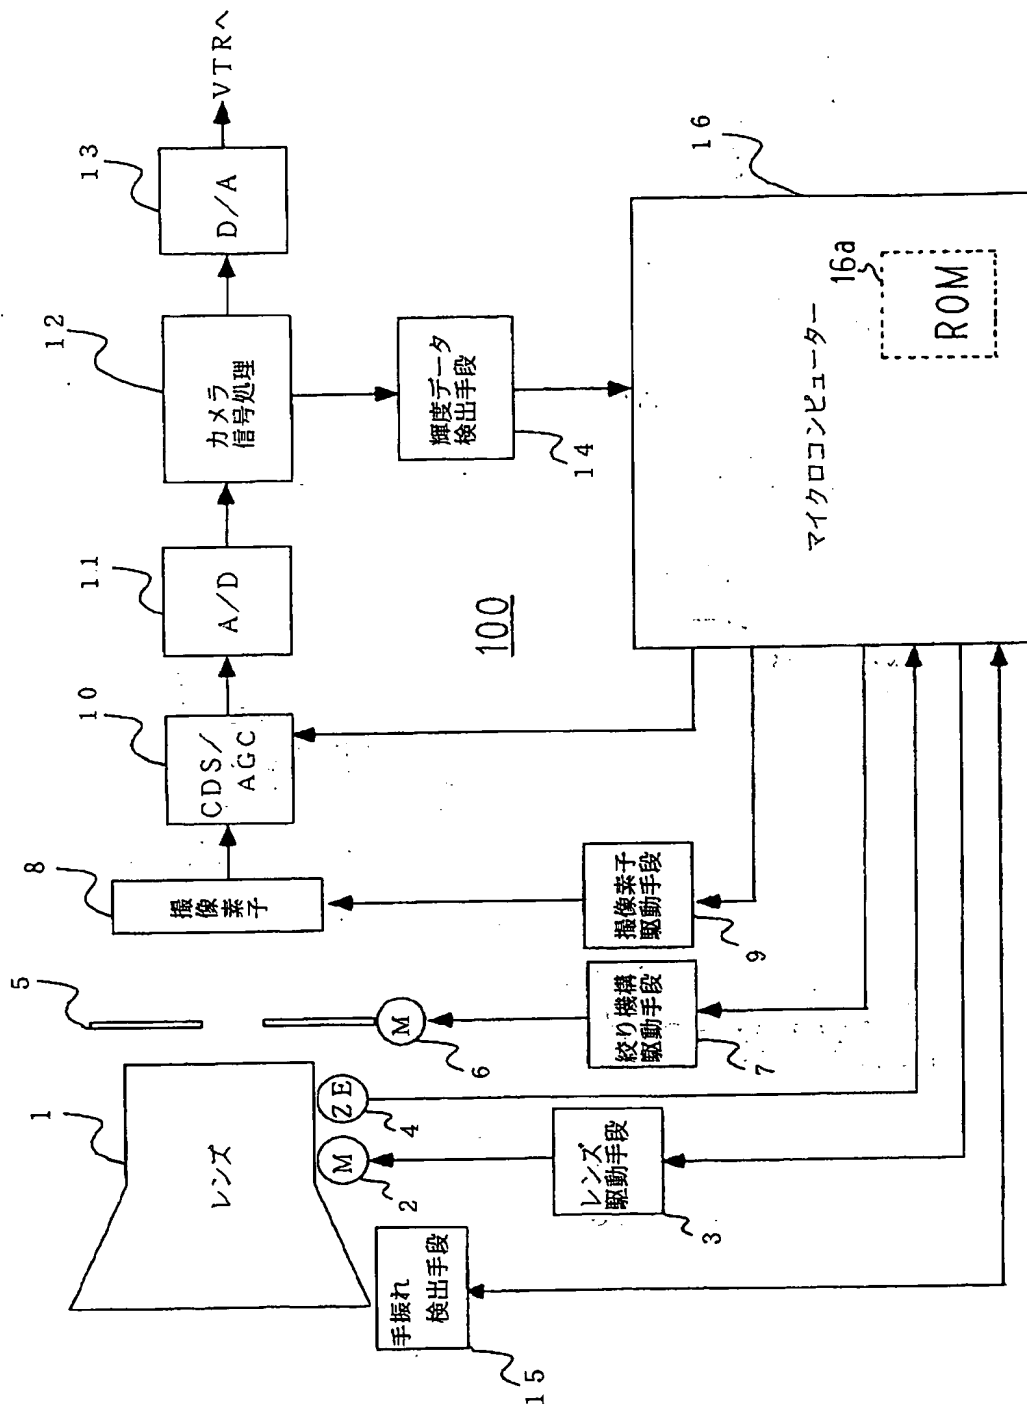 1
5
8
10
11
12
13
レンズ
撮像素子
CDS/
AGC
A/D
カメラ
信号処理
D/A
VTRへ
M
2
ZE
4
M
6
100
輝度データ
検出手段
14
手振れ
検出手段
15
レンズ
駆動手段
3
絞り機構
駆動手段
7
撮像素子
駆動手段
9
マイクロコンピューター
16
16a
ROM